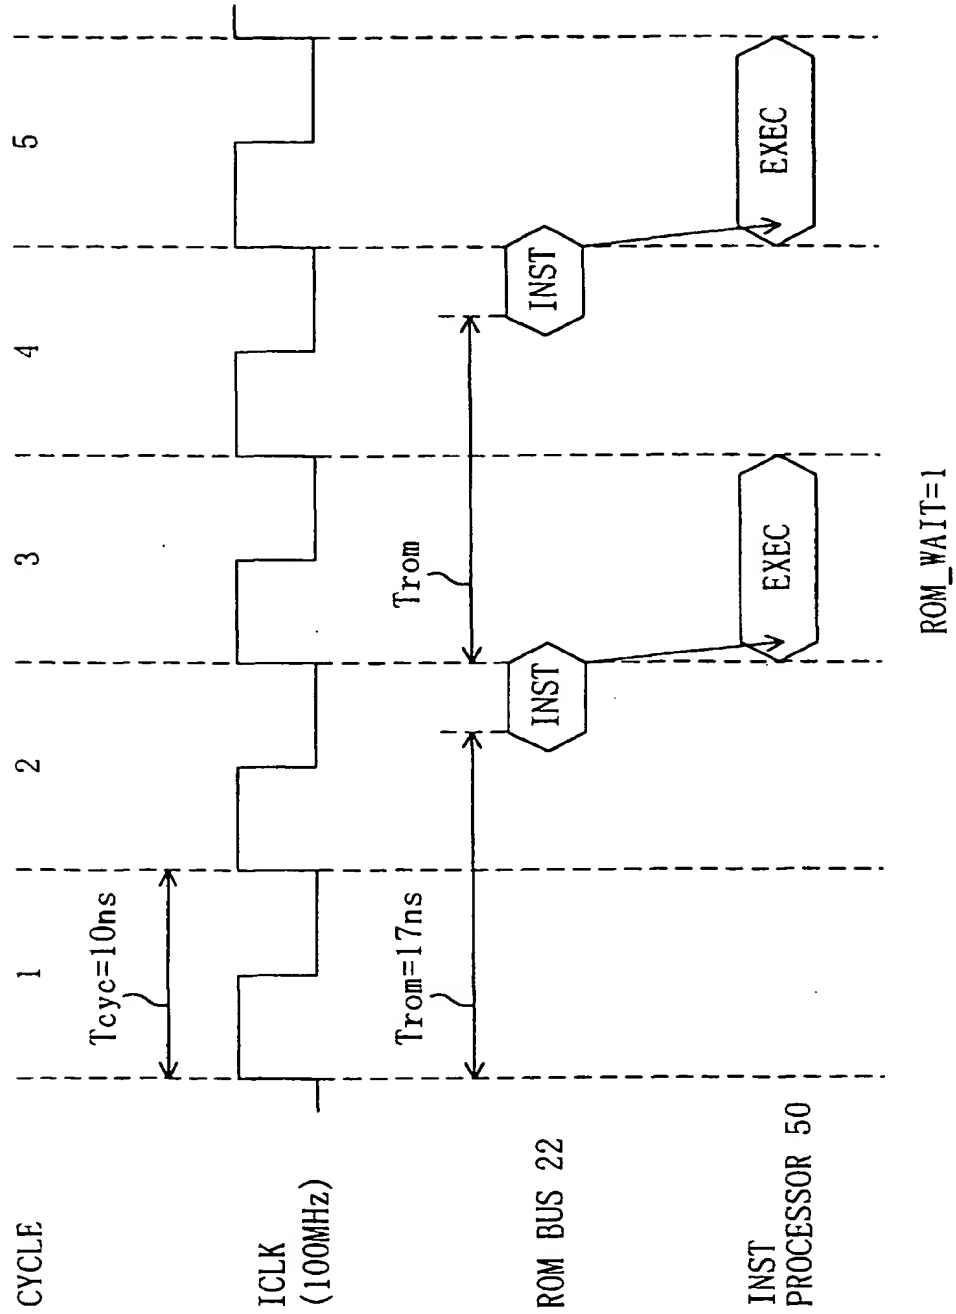 CYCLE
1
2
3
4
5
Tcyc=10ns
ICLK
(100MHz)
Trom=17ns
Trom
ROM BUS 22
INST
INST
INST
PROCESSOR 50
EXEC
EXEC
ROM_WAIT=1